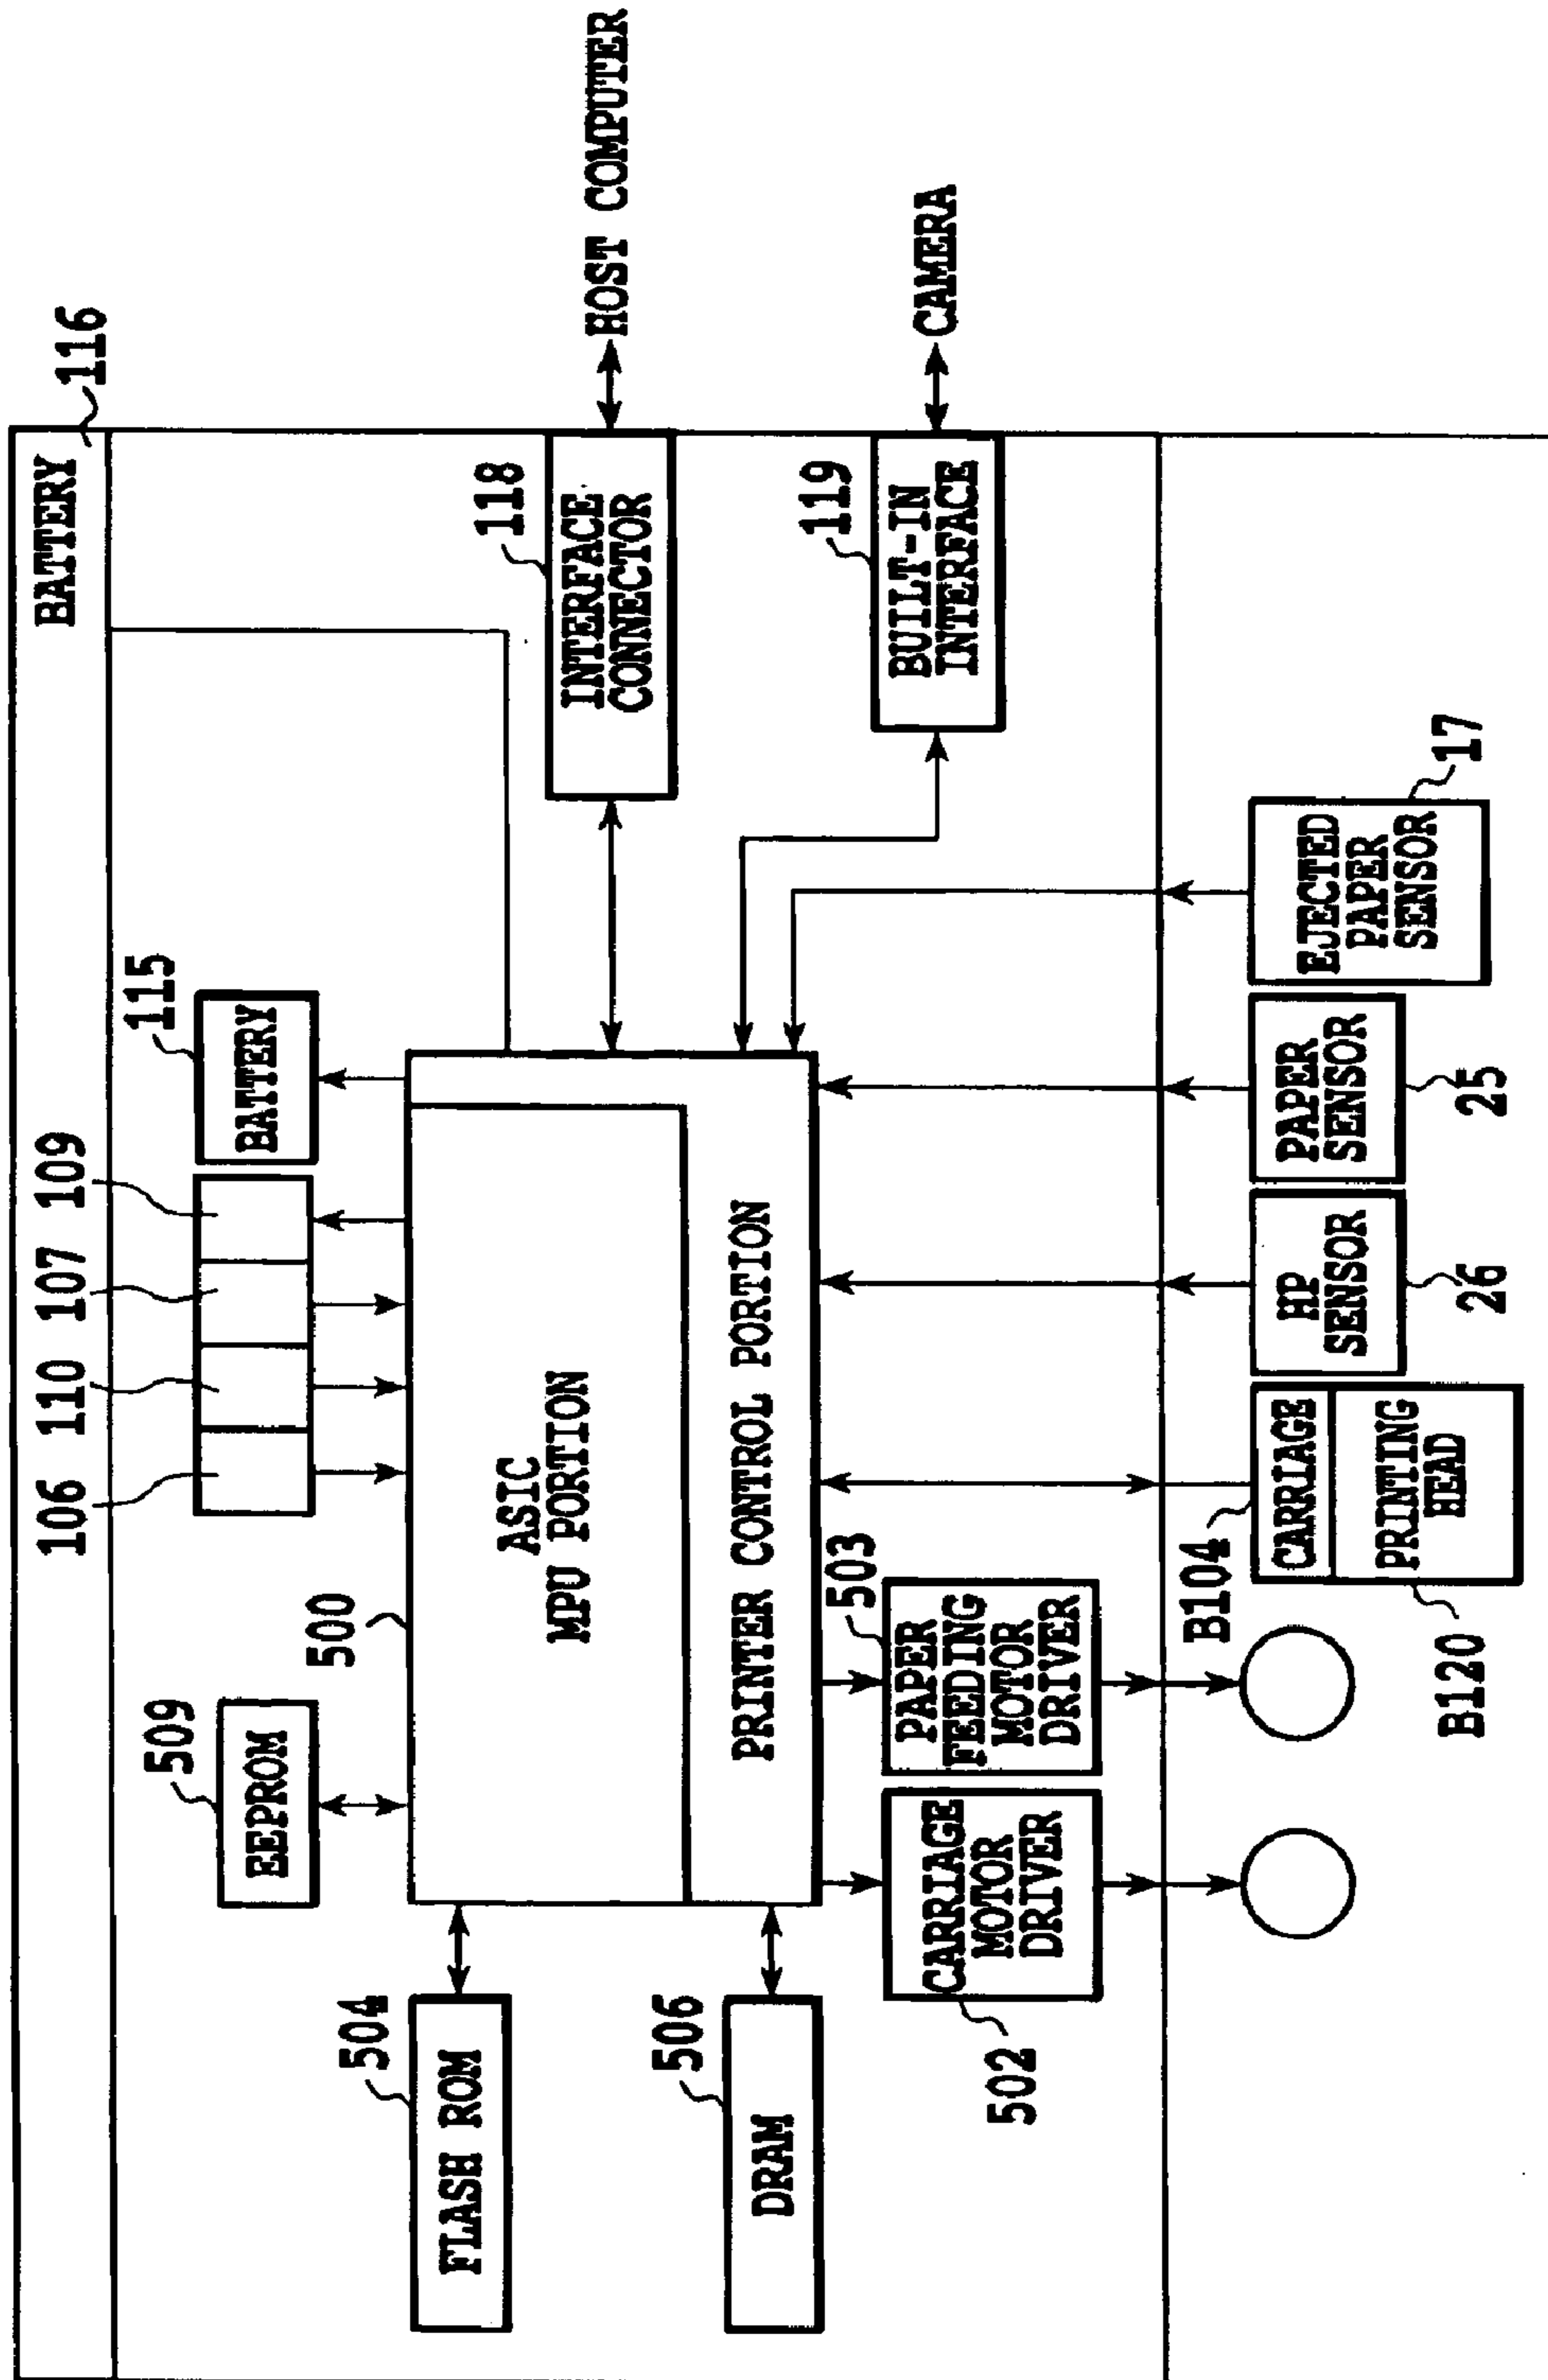 BATTERY
116
106
110
107
109
115
BATTERY
509
EEPROM
500
504
FLASH ROM
ASIC
MPU PORTION
118
INTERFACE
CONNECTOR
HOST COMPUTER
506
DRAM
PRINTER CONTROL PORTION
119
BUILT-IN
INTERFACE
CAMERA
502
CARRIAGE
MOTOR
DRIVER
503
PAPER
FEEDING
MOTOR
DRIVER
B104
CARRIAGE
PRINTING
HEAD
B120
HP
SENSOR
26
PAPER
SENSOR
25
EJECTED
PAPER
SENSOR
17